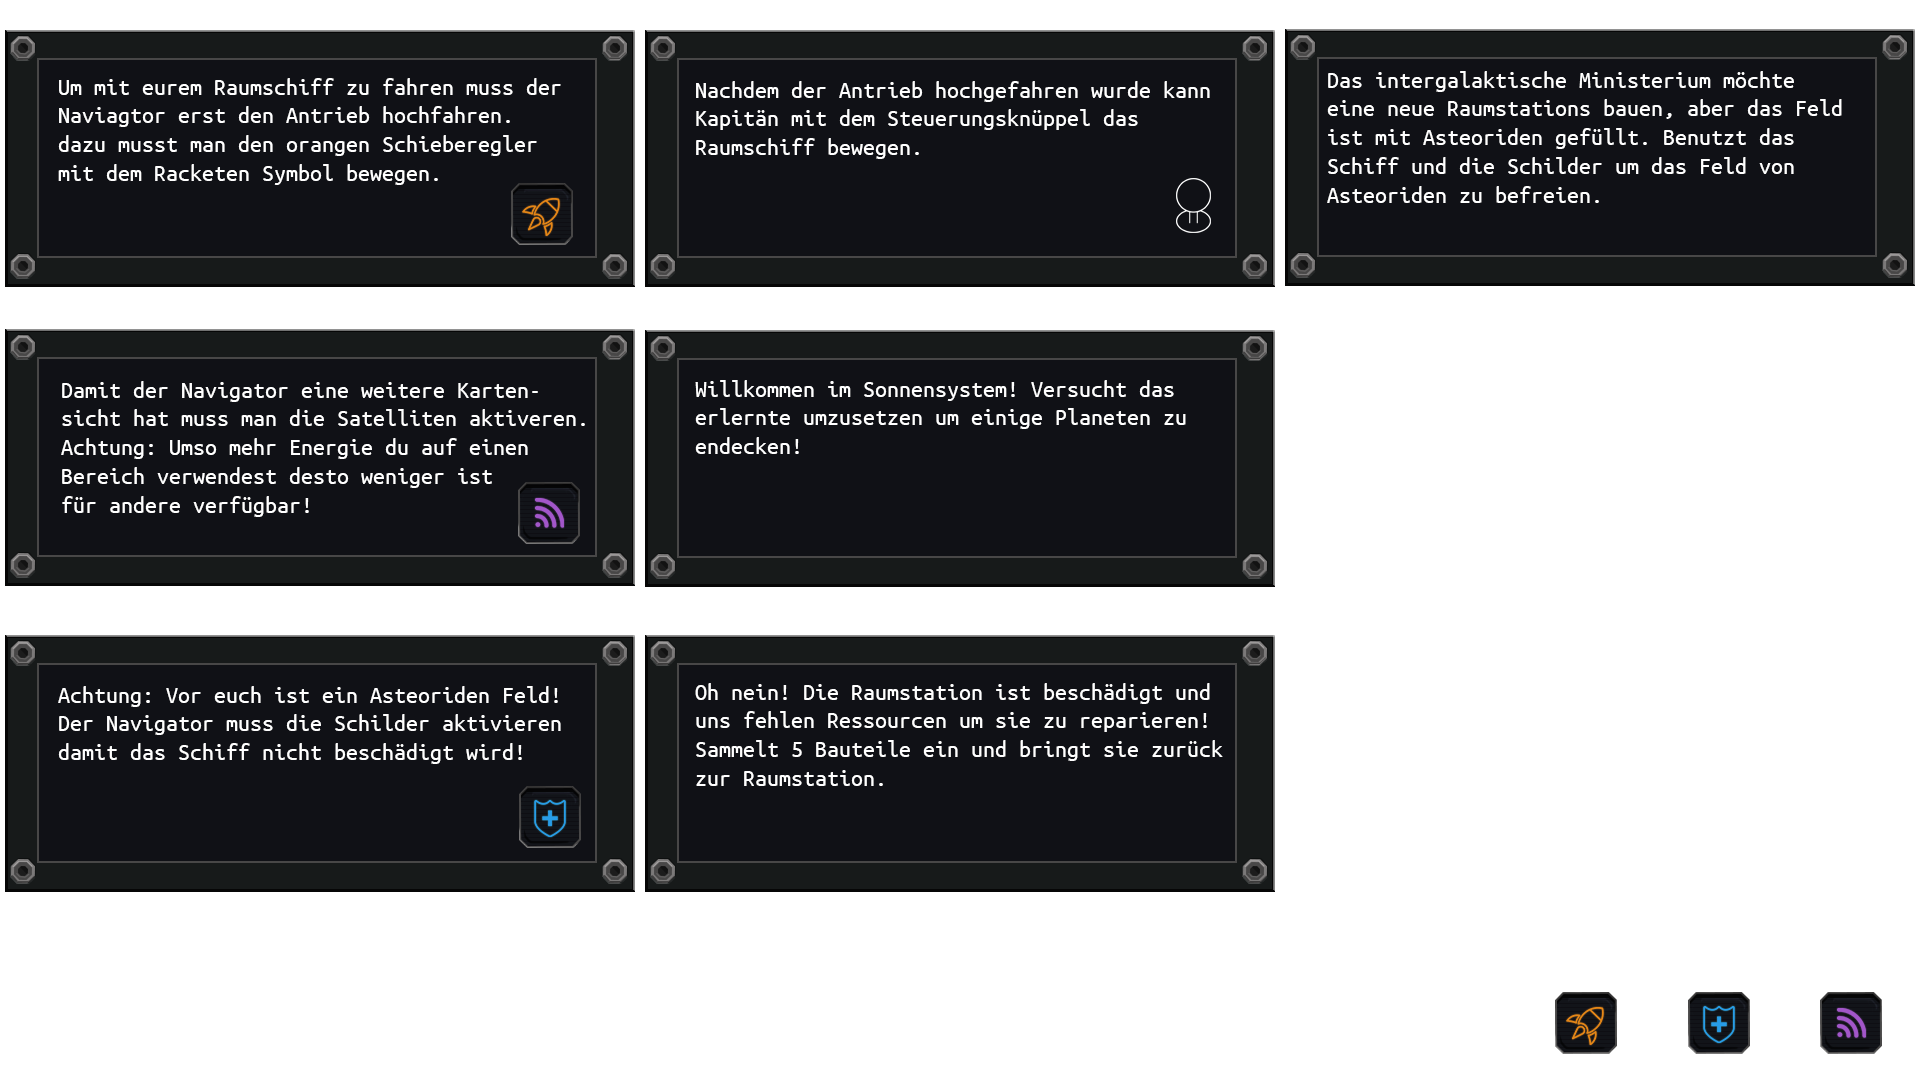 Um mit eurem Raumschiff zu fahren muss der
Naviagtor erst den Antrieb hochfahren.
dazu musst man den orangen Schieberegler
mit dem Racketen Symbol bewegen.
Nachdem der Antrieb hochgefahren wurde kann
Kapitän mit dem Steuerungsknüppel das
Raumschiff bewegen.
Das intergalaktische Ministerium möchte
eine neue Raumstations bauen, aber das Feld
ist mit Asteoriden gefüllt. Benutzt das
Schiff und die Schilder um das Feld von
Asteoriden zu befreien.
Damit der Navigator eine weitere Karten-
sicht hat muss man die Satelliten aktiveren.
Achtung: Umso mehr Energie du auf einen
Bereich verwendest desto weniger ist
für andere verfügbar!
Willkommen im Sonnensystem! Versucht das
erlernte umzusetzen um einige Planeten zu
endecken!
Achtung: Vor euch ist ein Asteoriden Feld!
Der Navigator muss die Schilder aktivieren
damit das Schiff nicht beschädigt wird!
Oh nein! Die Raumstation ist beschädigt und
uns fehlen Ressourcen um sie zu reparieren!
Sammelt 5 Bauteile ein und bringt sie zurück
zur Raumstation.